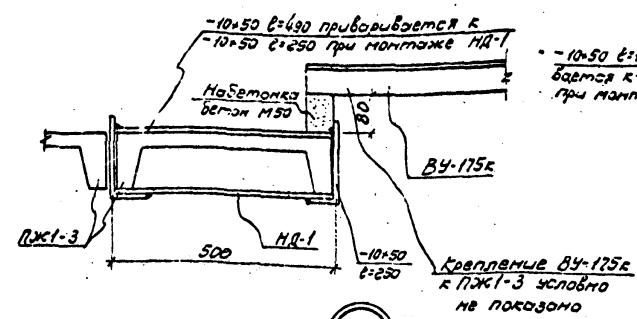 -10*50 ℓ=490 приваривается к
-10*50 ℓ=250 при монтаже НД-1
-10*50 ℓ=
вается к
при монт
Набетонка
бетон М50
80
ВУ-175к
ПЖ1-3
НД-1
500
-10*50
ℓ=250
Крепление ВУ-175к
к ПЖ1-3 условно
не показано